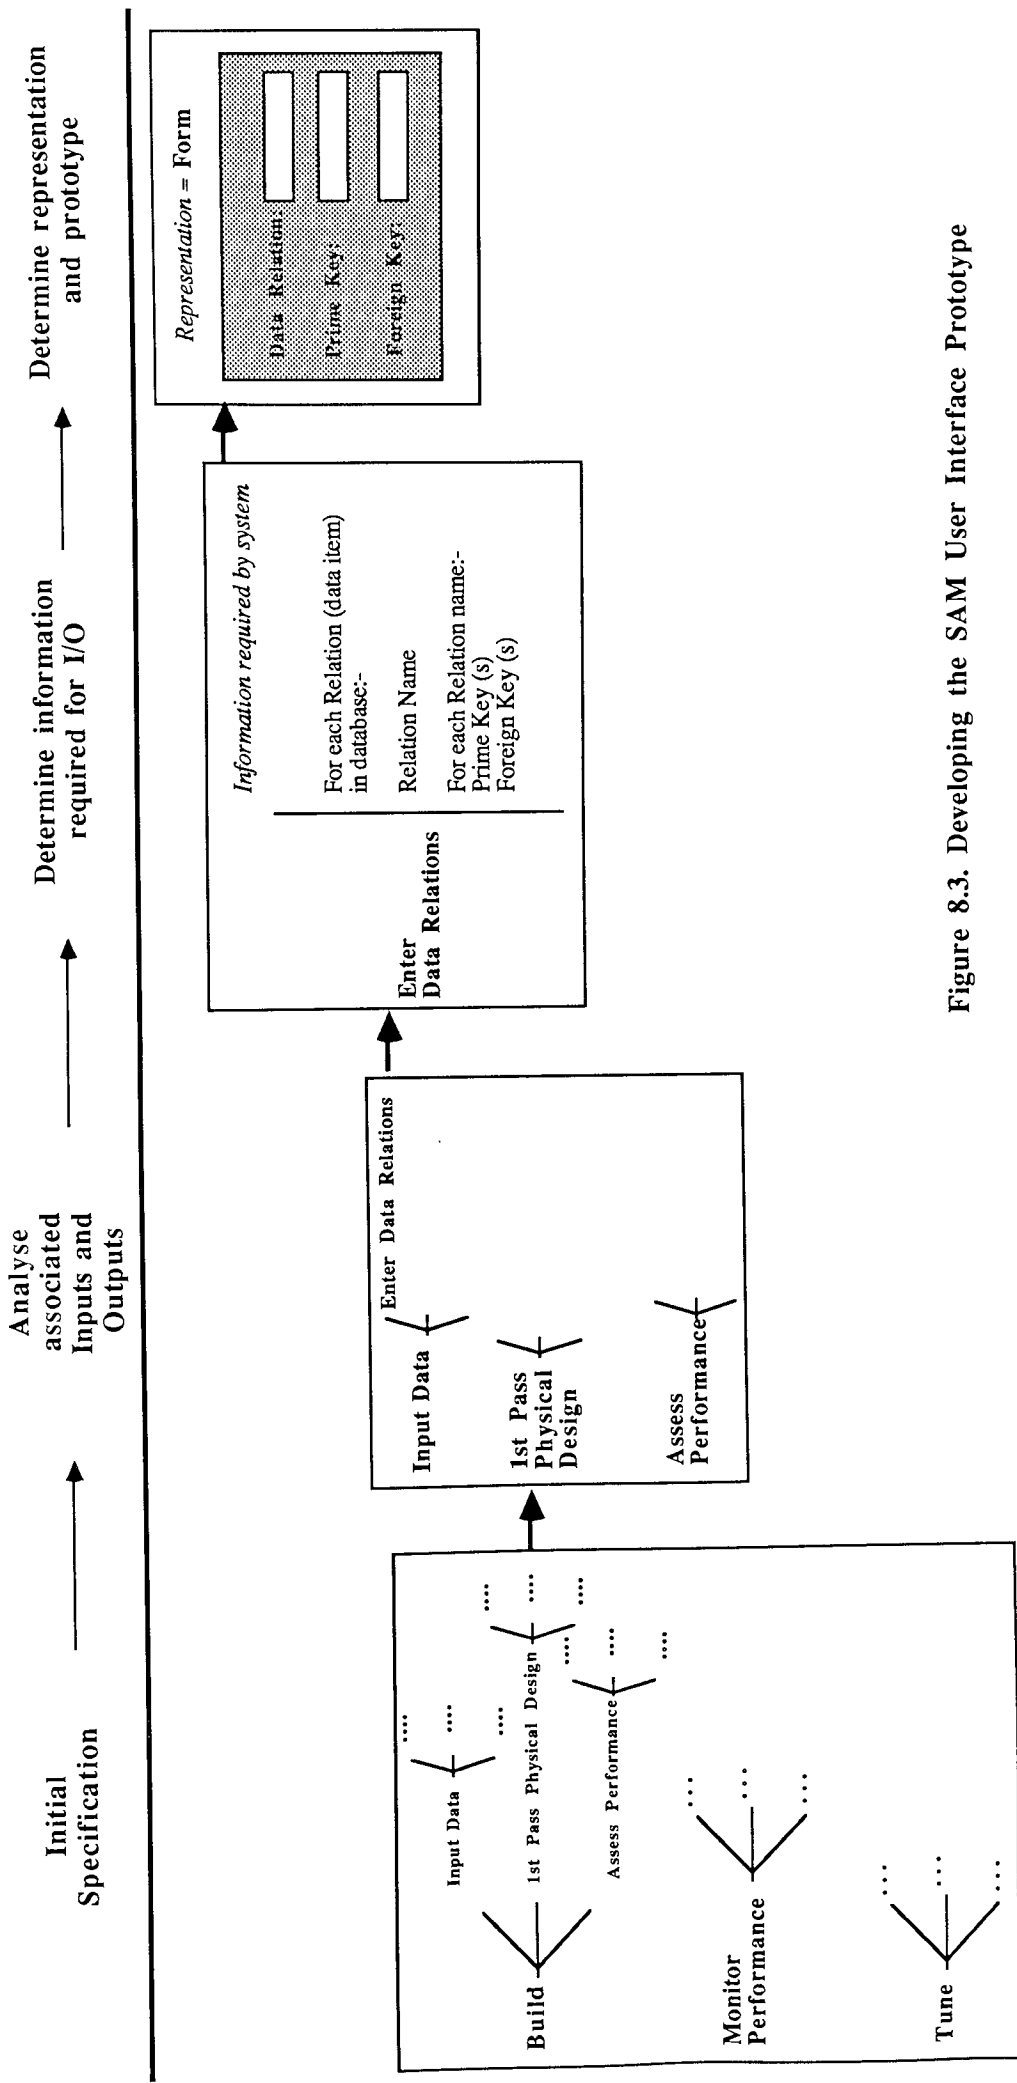 Initial
Specification
Analyse
associated
Inputs and
Outputs
Determine information
required for I/O
Determine representation
and prototype
Build
Input Data
....
....
....
1st Pass Physical Design
....
....
....
Assess Performance
....
....
....
Monitor
Performance
...
...
...
Tune
...
...
...
Input Data
Enter Data Relations
1st Pass
Physical
Design
Assess
Performance
Enter
Data Relations
Information required by system
For each Relation (data item)
in database:-
Relation Name
For each Relation name:-
Prime Key (s)
Foreign Key (s)
Representation = Form
Data Relation:
Prime Key:
Foreign Key:
Figure 8.3. Developing the SAM User Interface Prototype